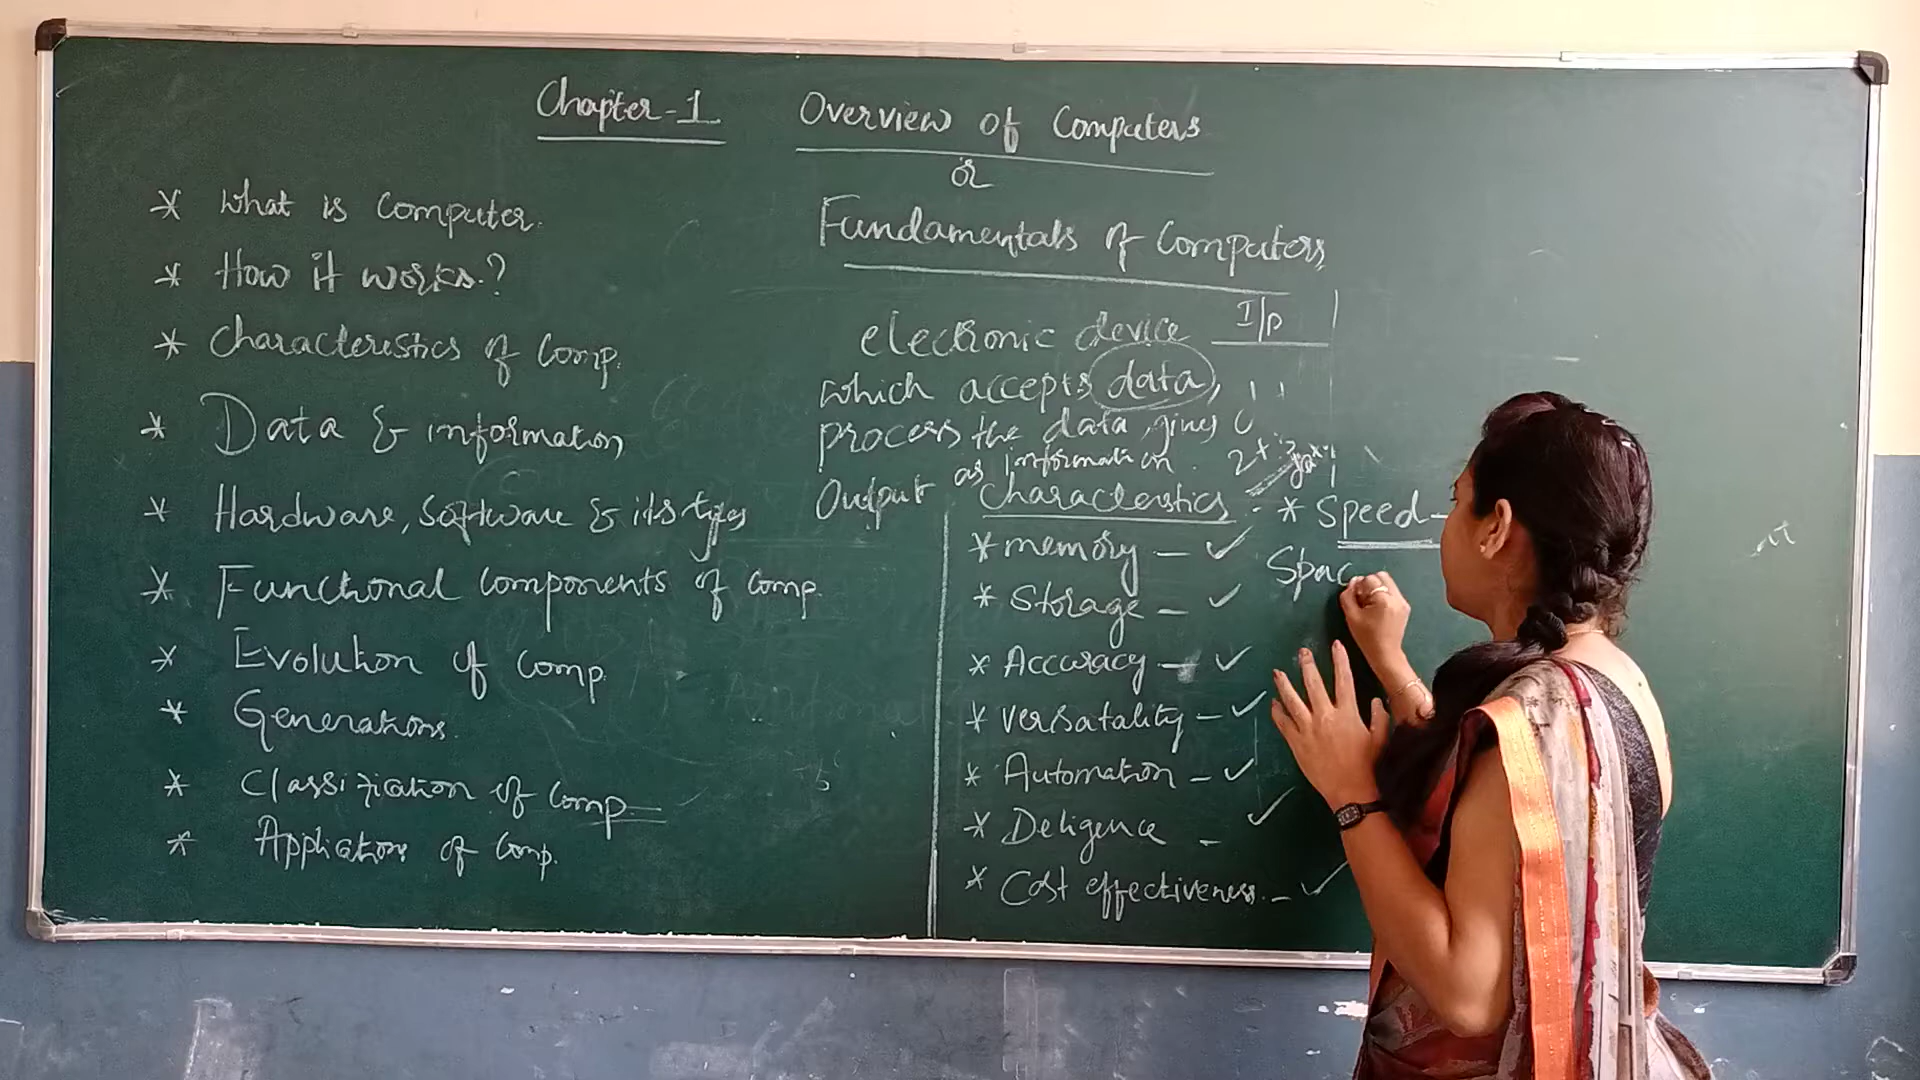 Chapter-1 Overview of Computers
or
Fundamentals of Computers
* What is computer.
* How it works.?
* Characteristics of Comp.
* Data & information
* Hardware, Software & its types
* Functional components of Comp.
* Evolution of Comp
* Generations.
* Classification of Comp.
* Applications of Comp.
electronic device I/p
which accepts data,
process the data, gives
Output as information.
Characteristics - * Speed -
* memory - ✓
* Storage - ✓
* Accuracy - ✓
* versatality - ✓
* Automation - ✓
* Deligence - ✓
* Cost effectiveness. - ✓
Spac